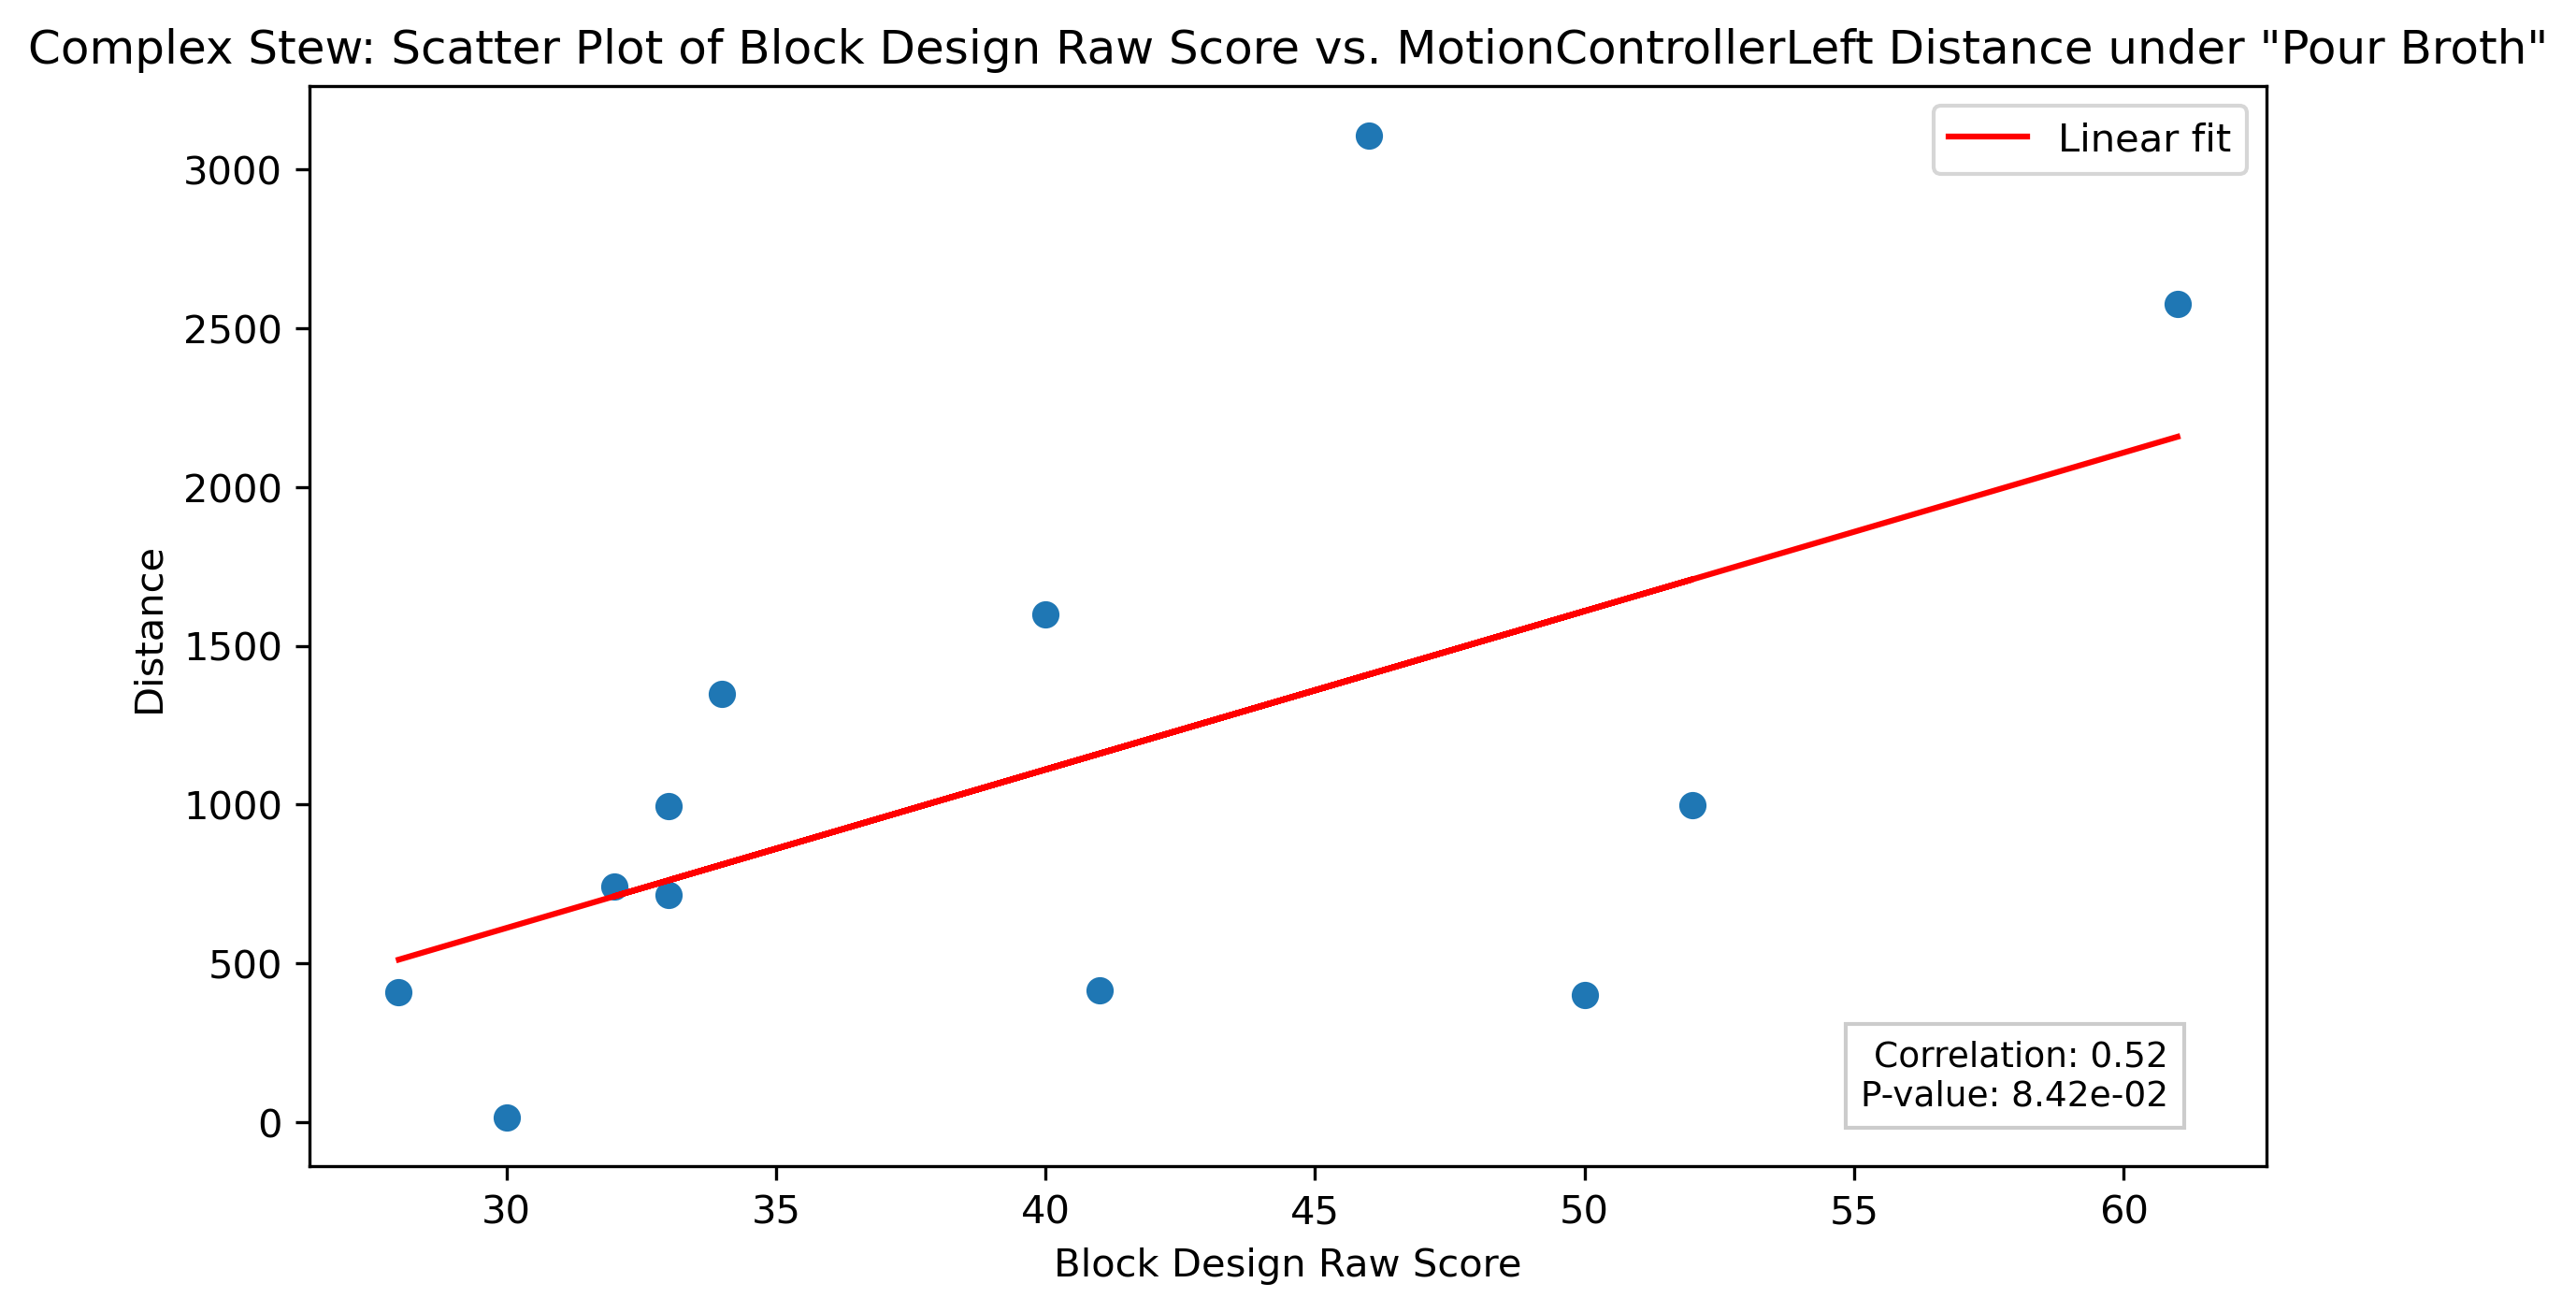 Complex Stew: Scatter Plot of Block Design Raw Score vs. MotionControllerLeft Distance under "Pour Broth"
Linear fit
3000
2500
2000
1500
1000
500
0
Distance
Correlation: 0.52
P-value: 8.42e-02
30
35
40
45
50
55
60
Block Design Raw Score